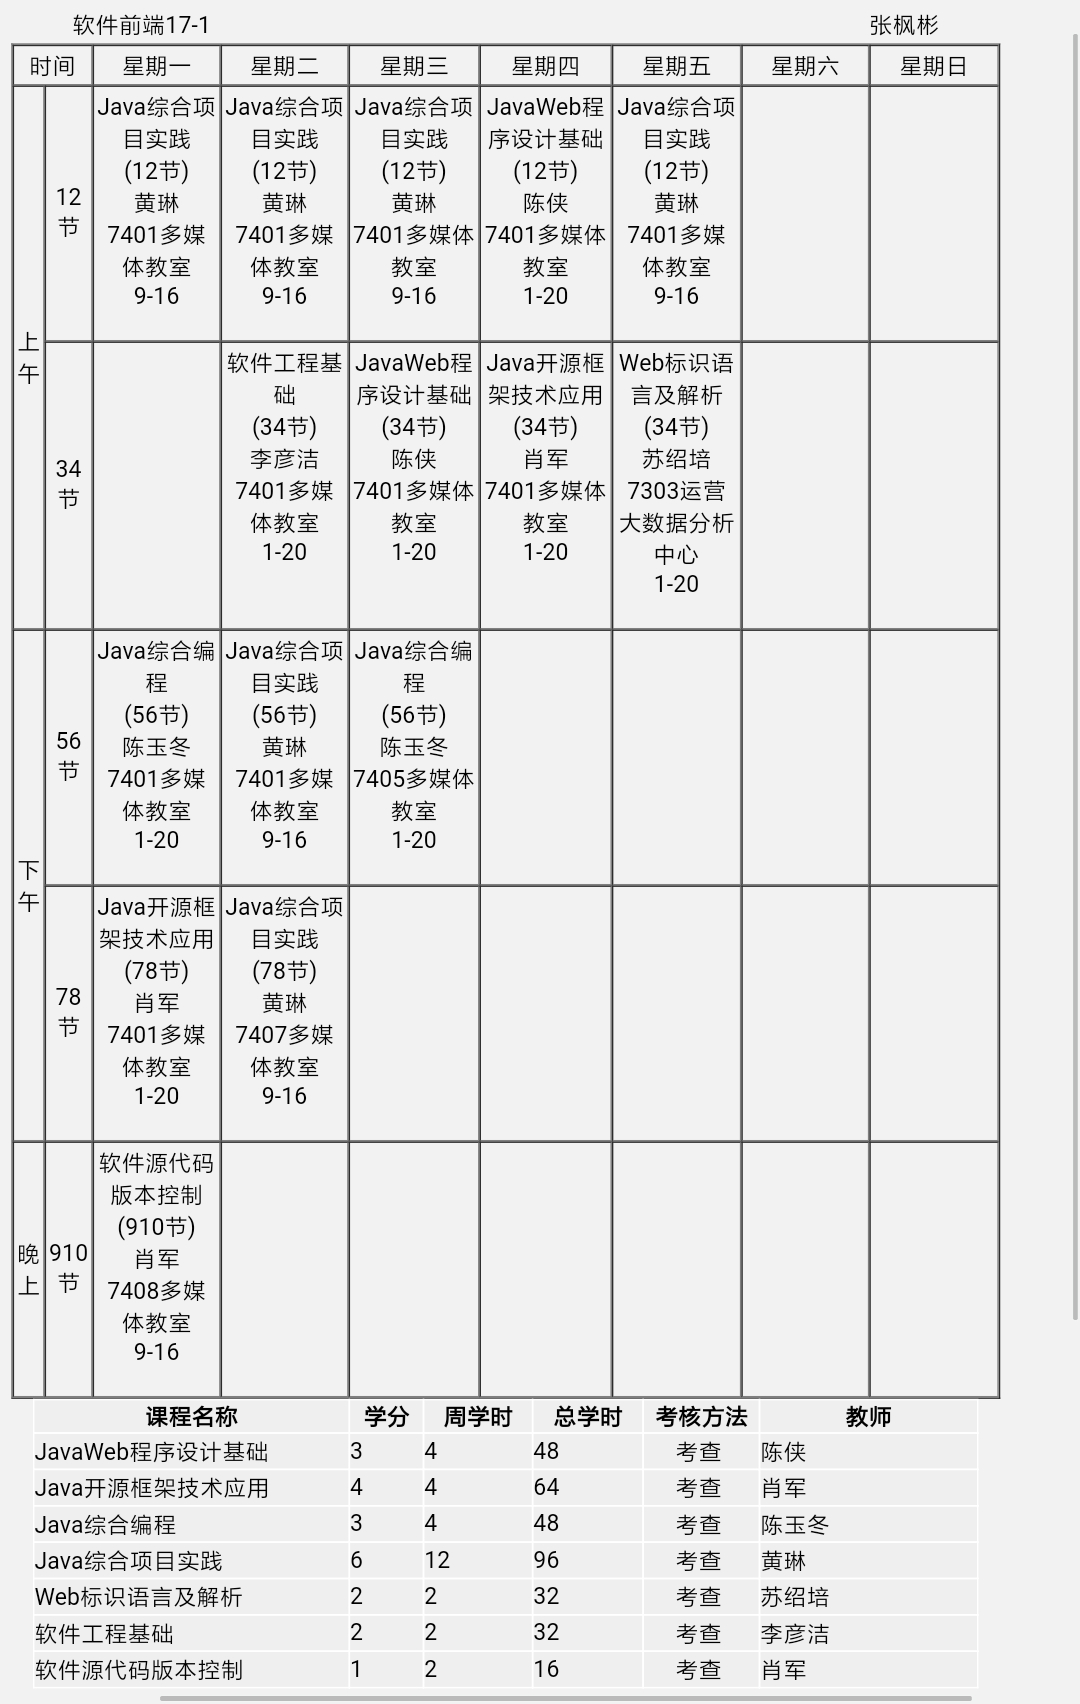 软件前端17-1 张枫彬
时间 星期一 星期二 星期三 星期四 星期五 星期六 星期日
上
午
12
节
Java综合项
目实践
(12节)
黄琳
7401多媒
体教室
9-16
Java综合项
目实践
(12节)
黄琳
7401多媒
体教室
9-16
Java综合项
目实践
(12节)
黄琳
7401多媒体
教室
9-16
JavaWeb程
序设计基础
(12节)
陈侠
7401多媒体
教室
1-20
Java综合项
目实践
(12节)
黄琳
7401多媒
体教室
9-16
34
节
软件工程基
础
(34节)
李彦洁
7401多媒
体教室
1-20
JavaWeb程
序设计基础
(34节)
陈侠
7401多媒体
教室
1-20
Java开源框
架技术应用
(34节)
肖军
7401多媒体
教室
1-20
Web标识语
言及解析
(34节)
苏绍培
7303运营
大数据分析
中心
1-20
下
午
56
节
Java综合编
程
(56节)
陈玉冬
7401多媒
体教室
1-20
Java综合项
目实践
(56节)
黄琳
7401多媒
体教室
9-16
Java综合编
程
(56节)
陈玉冬
7405多媒体
教室
1-20
78
节
Java开源框
架技术应用
(78节)
肖军
7401多媒
体教室
1-20
Java综合项
目实践
(78节)
黄琳
7407多媒
体教室
9-16
晚
上
910
节
软件源代码
版本控制
(910节)
肖军
7408多媒
体教室
9-16
课程名称 学分 周学时 总学时 考核方法 教师
JavaWeb程序设计基础 3 4 48 考查 陈侠
Java开源框架技术应用 4 4 64 考查 肖军
Java综合编程 3 4 48 考查 陈玉冬
Java综合项目实践 6 12 96 考查 黄琳
Web标识语言及解析 2 2 32 考查 苏绍培
软件工程基础 2 2 32 考查 李彦洁
软件源代码版本控制 1 2 16 考查 肖军